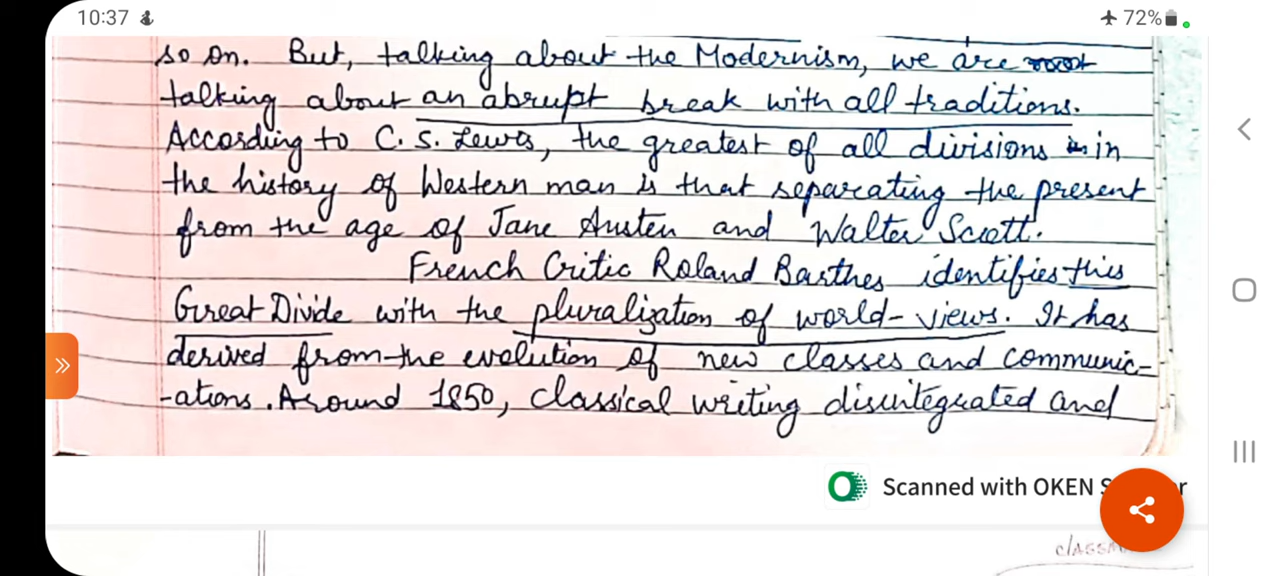 10:37
72%
so on. But, talking about the Modernism, we are
talking about an abrupt break with all traditions.
According to C. S. Lewis, the greatest of all divisions in
the history of Western man is that separating the present
from the age of Jane Austen and Walter Scott.
French Critic Roland Barthes identifies this
Great Divide with the pluralization of world-views. It has
derived from the evolution of new classes and communic-
-ations. Around 1850, classical writing disintegrated and
Scanned with OKEN S r